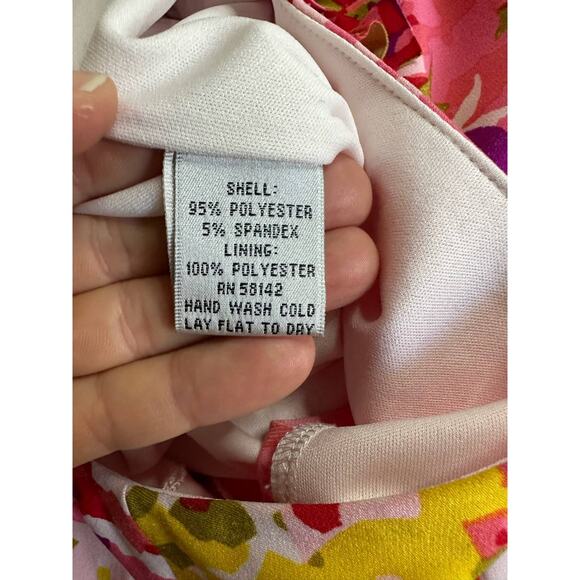 SHELL:
95% POLYESTER
5% SPANDEX
LINING:
100% POLYESTER
RN 58142
HAND WASH COLD
LAY FLAT TO DRY